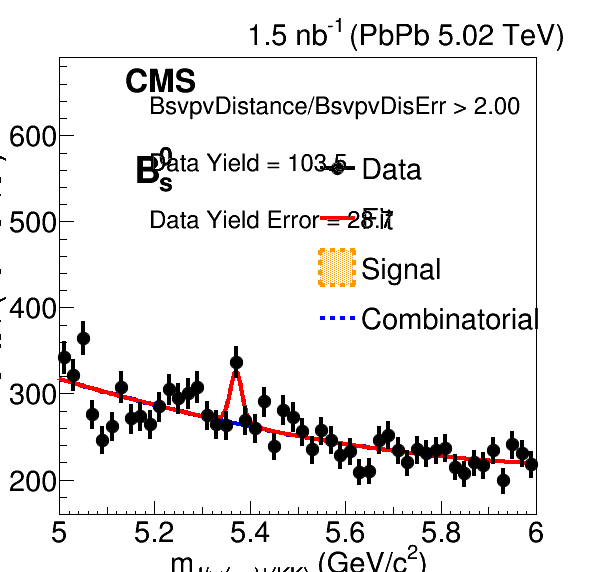 1.5 nb⁻¹ (PbPb 5.02 TeV)
CMS
BsvpvDistance/BsvpvDisErr > 2.00
B⁰ₛ
Data Yield = 103.5
Data
Data Yield Error = 28.7
Fit
Signal
Combinatorial
600
500
400
300
200
5 5.2 5.4 5.6 5.8 6
(GeV/c²)